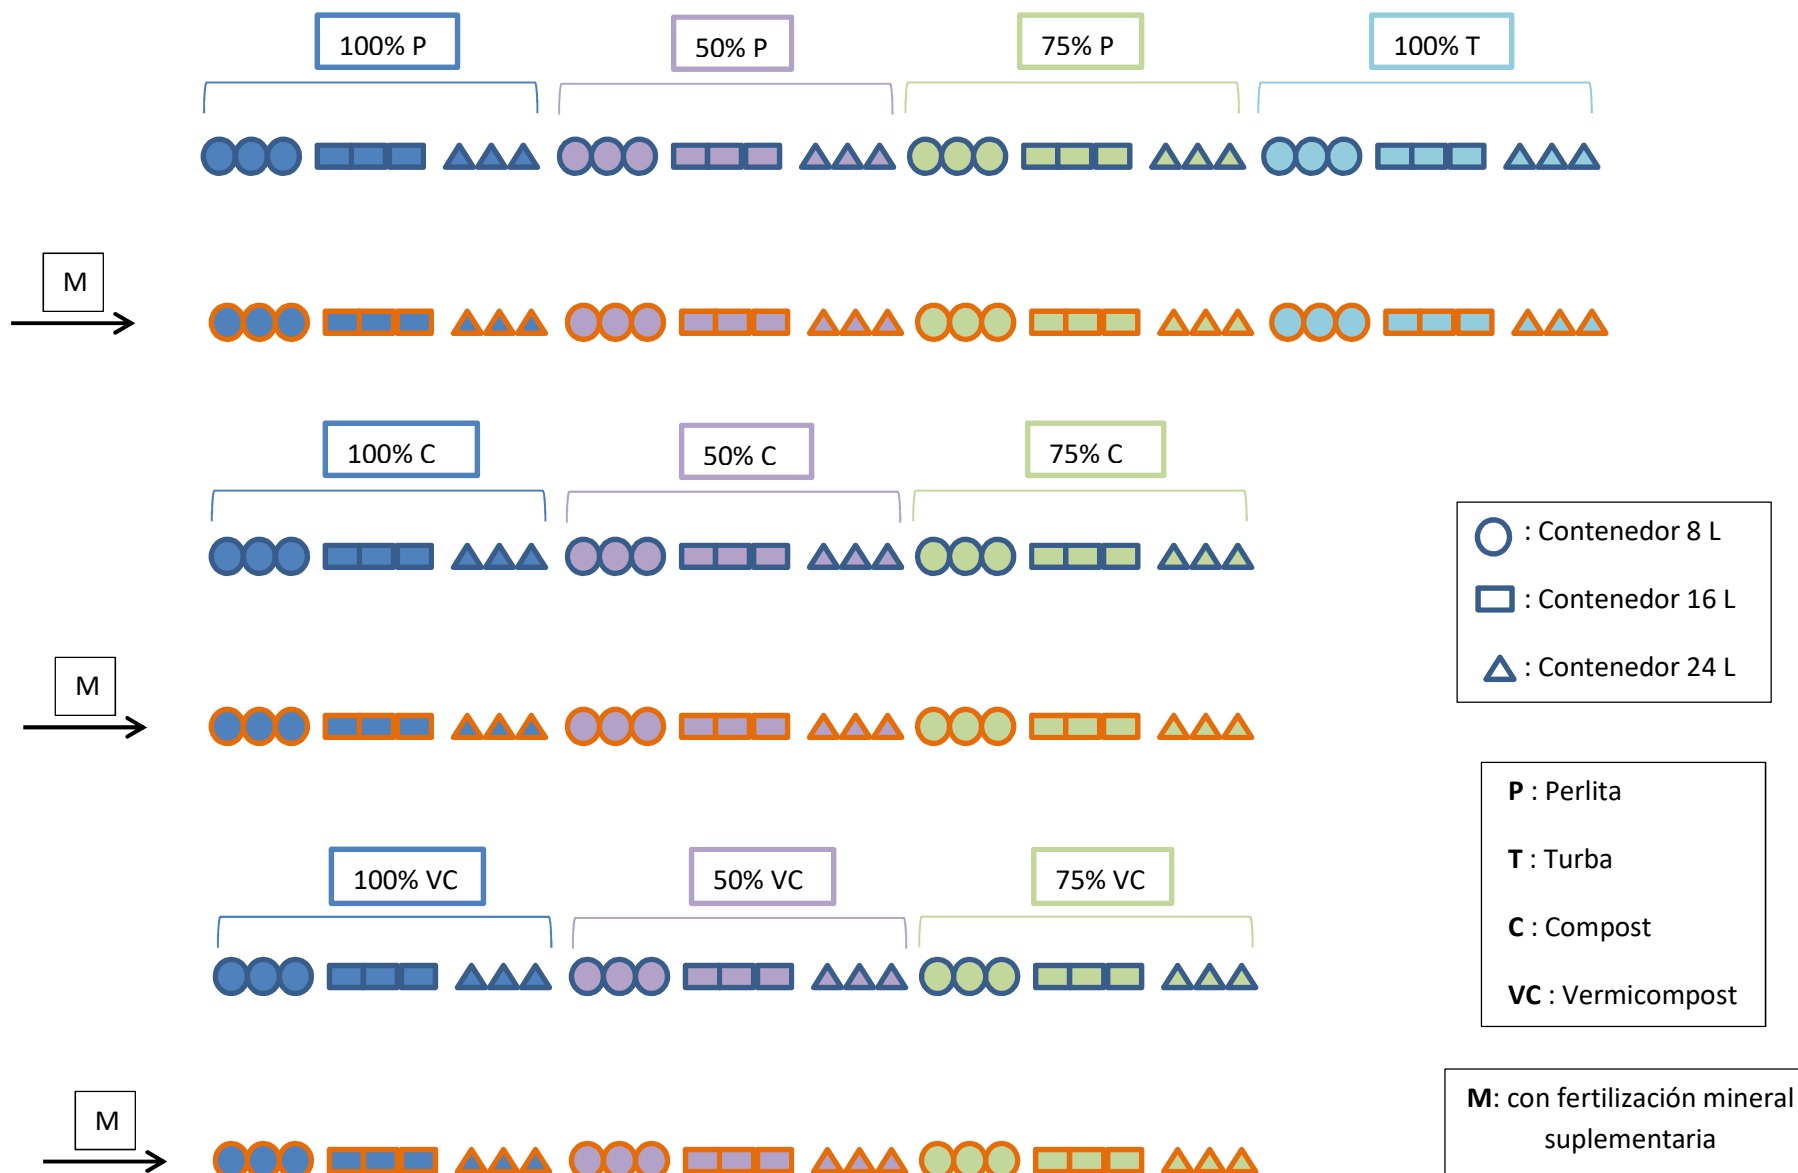 100% P
50% P
75% P
100% T
M
100% C
50% C
75% C
: Contenedor 8 L
: Contenedor 16 L
: Contenedor 24 L
M
P : Perlita
T : Turba
C : Compost
VC : Vermicompost
100% VC
50% VC
75% VC
M
M: con fertilización mineral
suplementaria